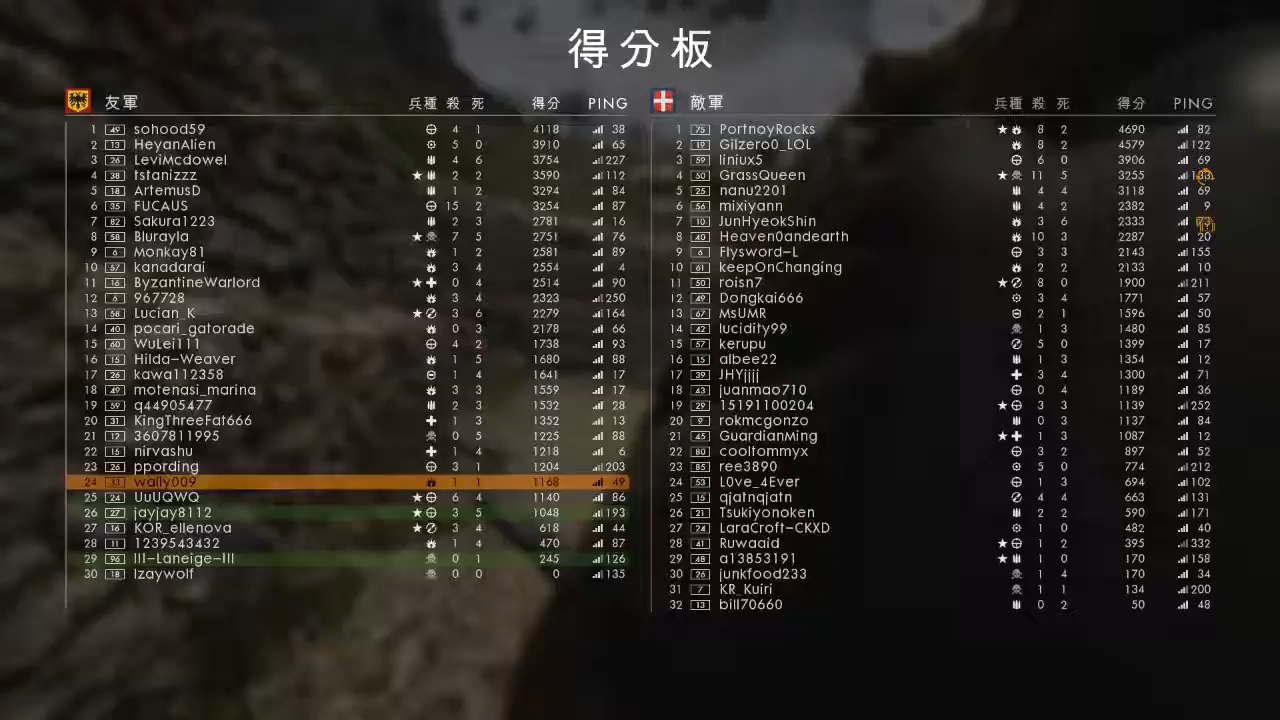 得分板
友軍 兵種 殺 死 得分 PING
1 49 sohood59 4 1 4118 38
2 13 HeyanAlien 5 0 3910 65
3 26 LeviMcdowel 4 6 3754 227
4 38 tstanizzz 2 2 3590 112
5 18 ArtemusD 1 2 3294 84
6 35 FUCAUS 15 2 3254 87
7 82 Sakura1223 2 3 2781 16
8 58 Blurayla 7 5 2751 76
9 6 Monkay81 1 2 2581 89
10 67 kanadarai 3 4 2554 4
11 16 ByzantineWarlord 0 4 2514 90
12 6 967728 3 4 2323 250
13 58 Lucian_K 3 6 2279 164
14 40 pocari_gatorade 0 3 2178 66
15 60 WuLei111 4 2 1738 93
16 15 Hilda-Weaver 1 5 1680 88
17 26 kawa112358 1 4 1641 17
18 49 motenasi_marina 3 3 1559 17
19 59 q44905477 2 3 1532 28
20 31 KingThreeFat666 1 3 1352 13
21 12 3607811995 0 5 1225 88
22 15 nirvashu 1 4 1218 6
23 26 ppording 3 1 1204 203
24 33 wally009 1 1 1168 49
25 24 UuUQWQ 6 4 1140 86
26 27 jayjay8112 3 5 1048 193
27 16 KOR_ellenova 3 4 618 44
28 11 1239543432 1 4 470 87
29 96 III-Laneige-III 0 1 245 126
30 18 Izaywolf 0 0 0 135
敵軍 兵種 殺 死 得分 PING
1 75 PortnoyRocks 8 2 4690 82
2 19 Gilzero0_LOL 8 2 4579 122
3 59 liniux5 6 0 3906 69
4 50 GrassQueen 11 5 3255
5 25 nanu2201 4 4 3118 69
6 56 mixiyann 4 2 2382 9
7 10 JunHyeokShin 3 6 2333
8 40 Heaven0andearth 10 3 2287 20
9 6 Flysword-L 3 3 2143 155
10 61 keepOnChanging 2 2 2133 10
11 50 roisn7 8 0 1900 211
12 49 Dongkai666 3 4 1771 57
13 67 MsUMR 2 1 1596 50
14 42 lucidity99 1 3 1480 85
15 57 kerupu 5 0 1399 17
16 15 albee22 1 3 1354 12
17 39 JHYjjjj 3 4 1300 71
18 43 juanmao710 0 4 1189 36
19 29 15191100204 3 3 1139 252
20 9 rokmcgonzo 0 3 1137 84
21 45 GuardianMing 1 3 1087 12
22 80 cooltommyx 3 2 897 52
23 85 ree3890 5 0 774 212
24 53 L0ve_4Ever 1 0 694 102
25 15 qjatnqjatn 4 4 663 131
26 21 Tsukiyonoken 2 2 590 171
27 24 LaraCroft-CKXD 1 0 482 40
28 41 Ruwaaid 1 2 395 332
29 48 a13853191 1 0 170 158
30 26 junkfood233 1 4 170 34
31 7 KR_Kuiri 1 1 134 200
32 13 bill70660 0 2 50 48